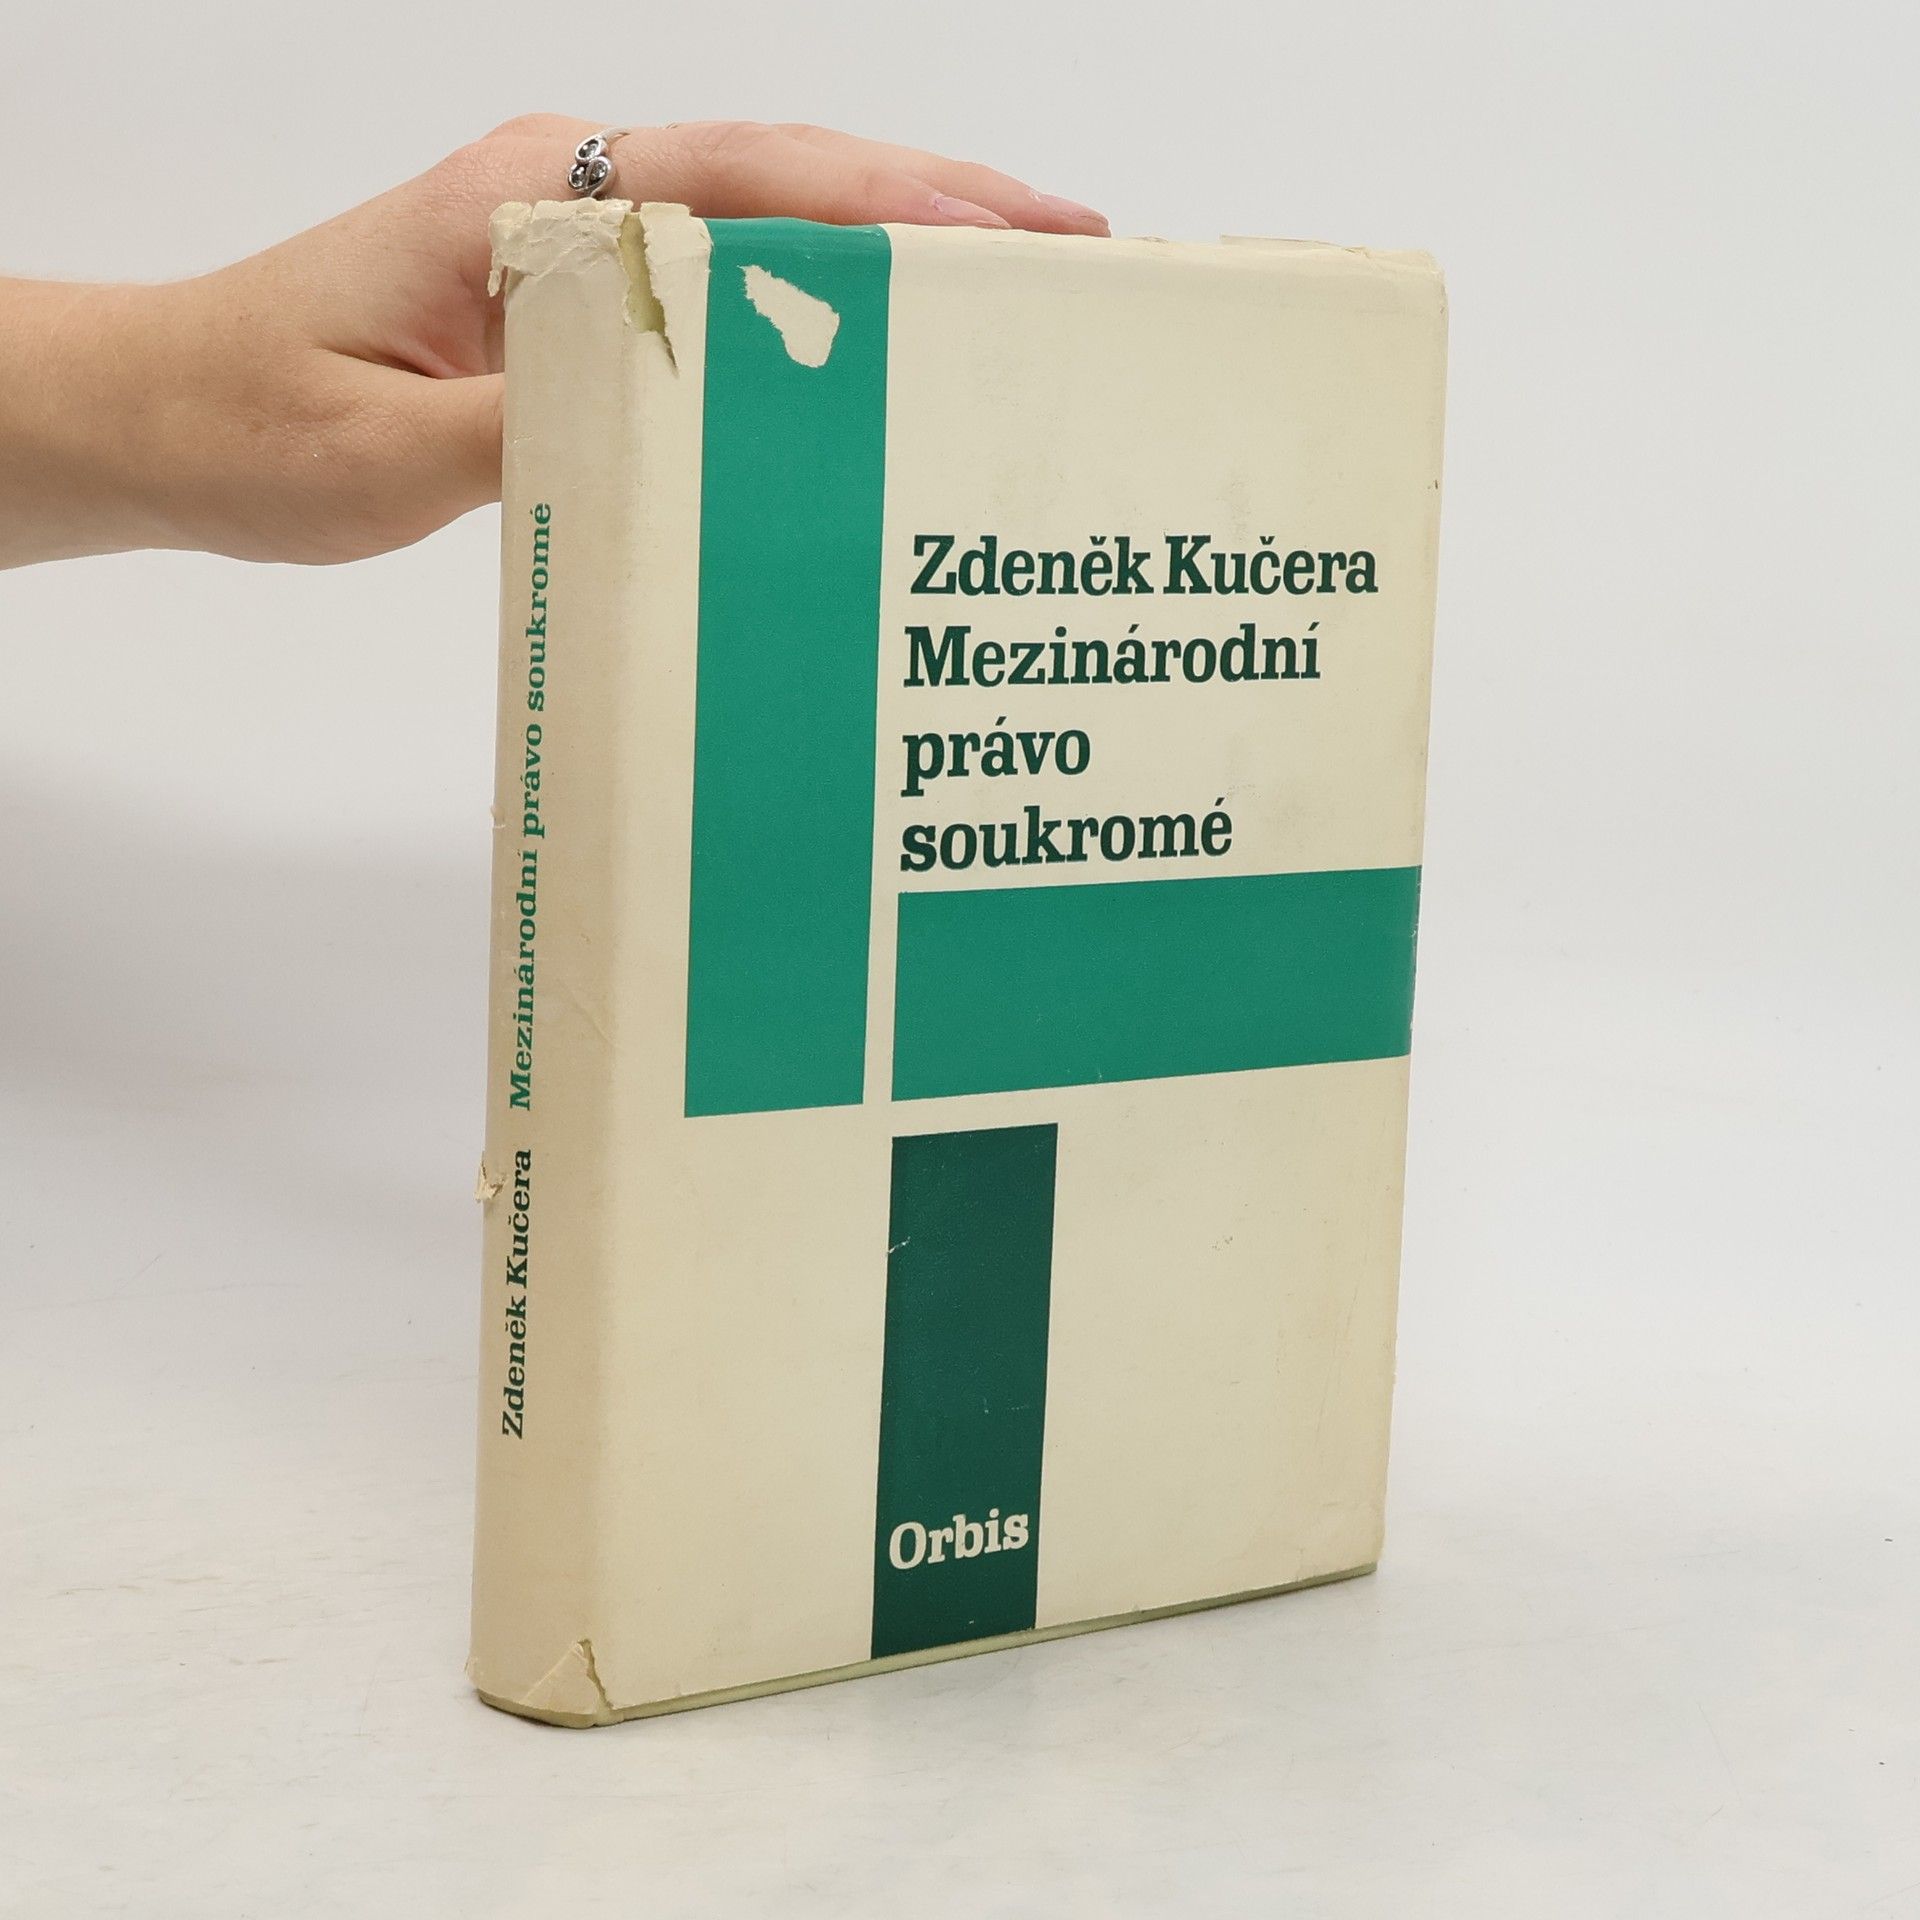 Zdeněk Kučera
Mezinárodní
právo
soukromé
Orbis
Zdeněk Kučera Mezinárodní právo soukromé